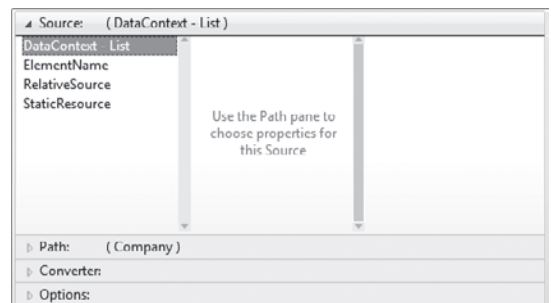 Source: ( DataContext - List )
DataContext - List
ElementName
RelativeSource
StaticResource
Use the Path pane to
choose properties for
this Source
Path: ( Company )
Converter:
Options: